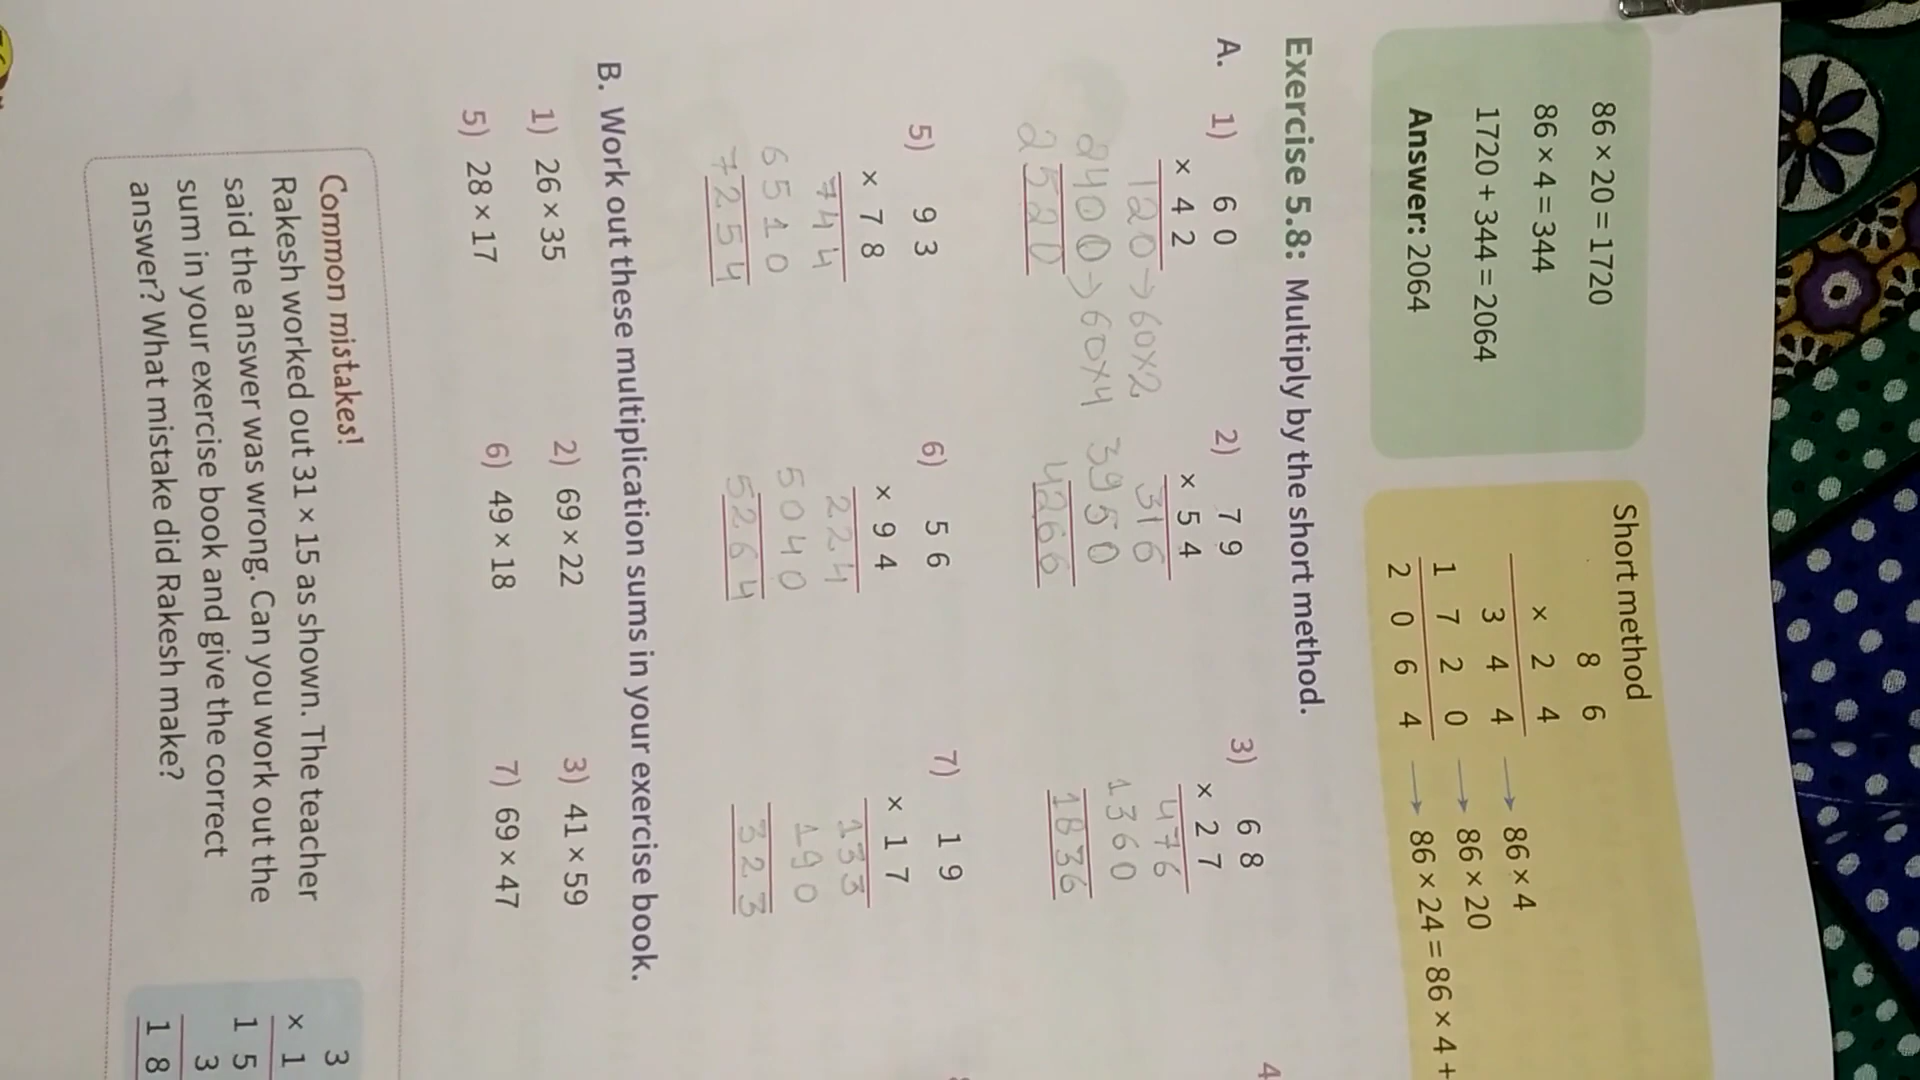 86 × 20 = 1720
86 × 4 = 344
1720 + 344 = 2064
Answer: 2064
Short method
8 6
× 2 4
3 4 4 → 86 × 4
1 7 2 0 → 86 × 20
2 0 6 4 → 86 × 24 = 86 × 4 +
Exercise 5.8: Multiply by the short method.
A. 1) 6 0
× 4 2
120→60×2
2400→60×4
2520
2) 7 9
× 5 4
316
3950
4266
3) 6 8
× 2 7
476
1360
1836
4
5) 9 3
× 7 8
744
6510
7254
6) 5 6
× 9 4
224
5040
5264
7) 1 9
× 1 7
133
190
323
B. Work out these multiplication sums in your exercise book.
1) 26 × 35 2) 69 × 22 3) 41 × 59
5) 28 × 17 6) 49 × 18 7) 69 × 47
Common mistakes!
Rakesh worked out 31 × 15 as shown. The teacher
said the answer was wrong. Can you work out the
sum in your exercise book and give the correct
answer? What mistake did Rakesh make?
3
× 1
1 5
3
1 8